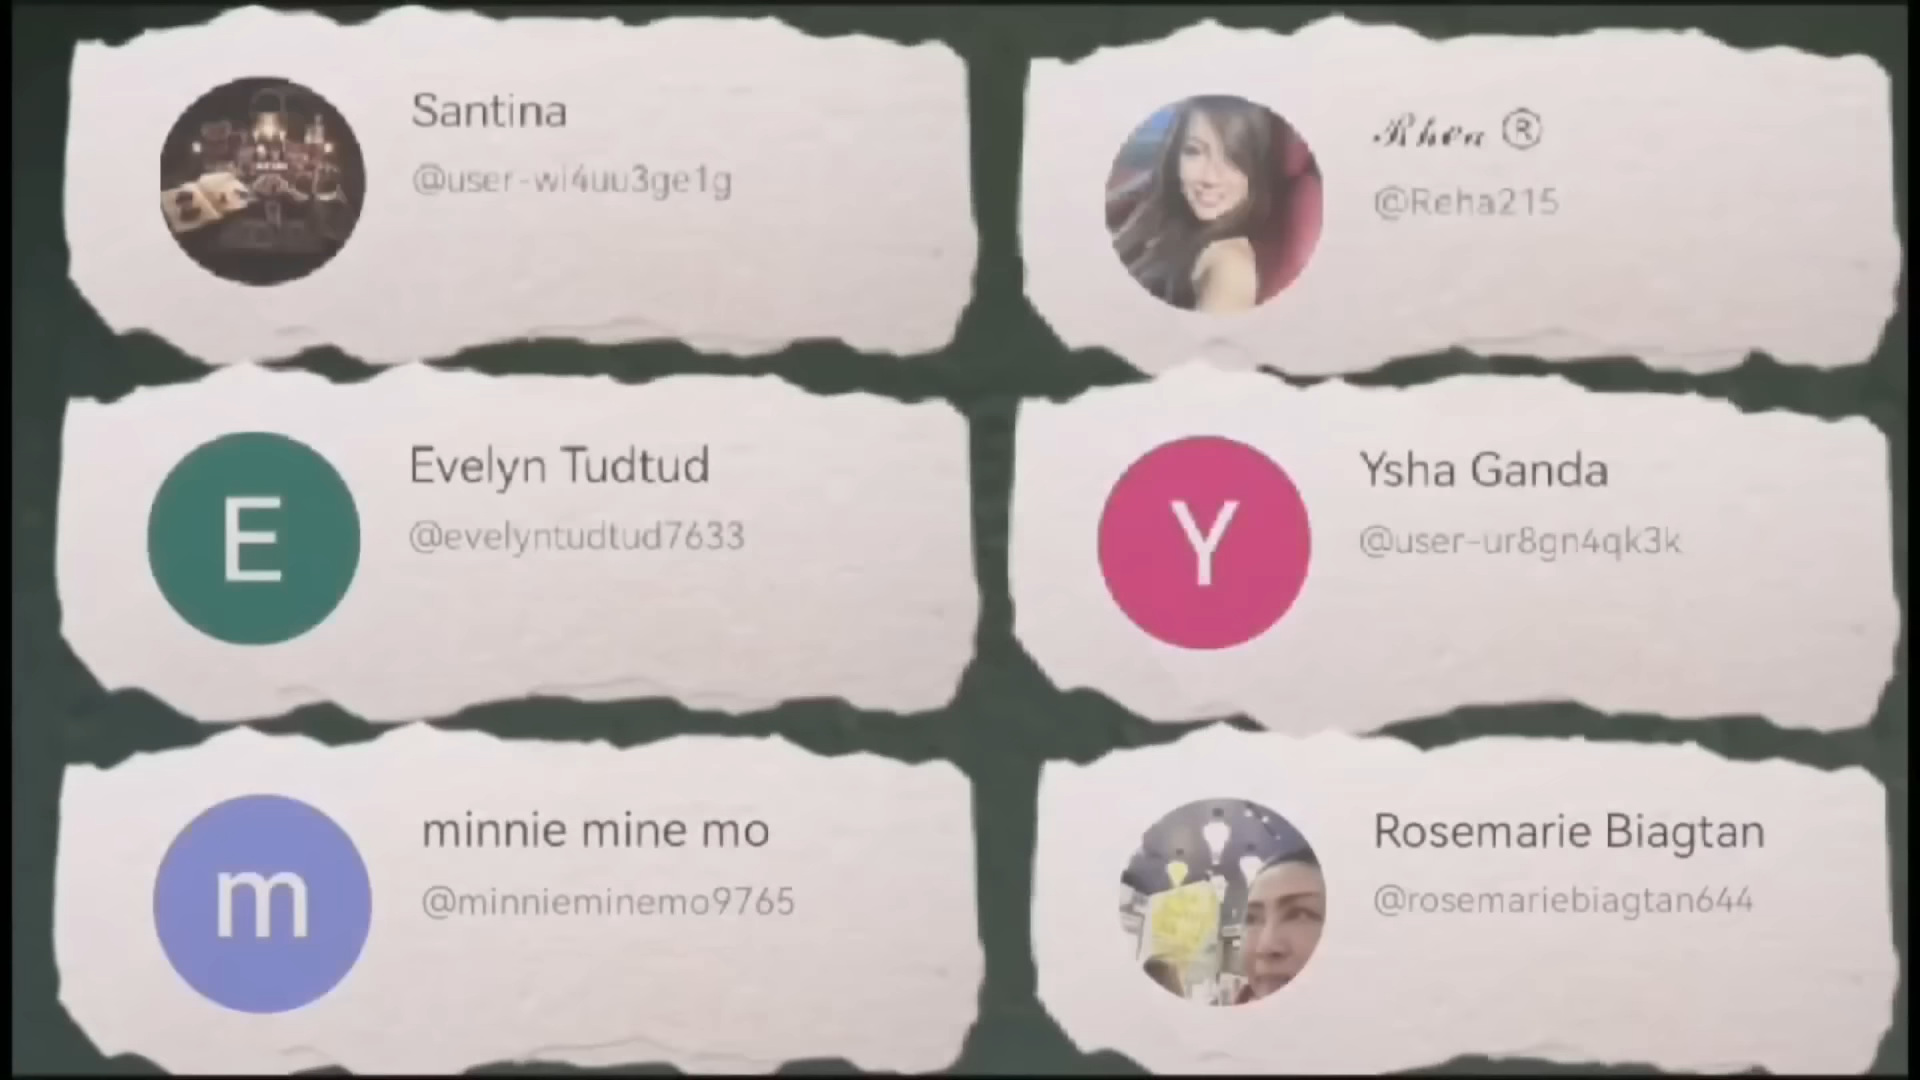 Santina
@user-wi4uu3ge1g
𝓡𝓱𝓮𝓪 Ⓡ
@Reha215
E
Evelyn Tudtud
@evelyntudtud7633
Y
Ysha Ganda
@user-ur8gn4qk3k
m
minnie mine mo
@minnieminemo9765
Rosemarie Biagtan
@rosemariebiagtan644